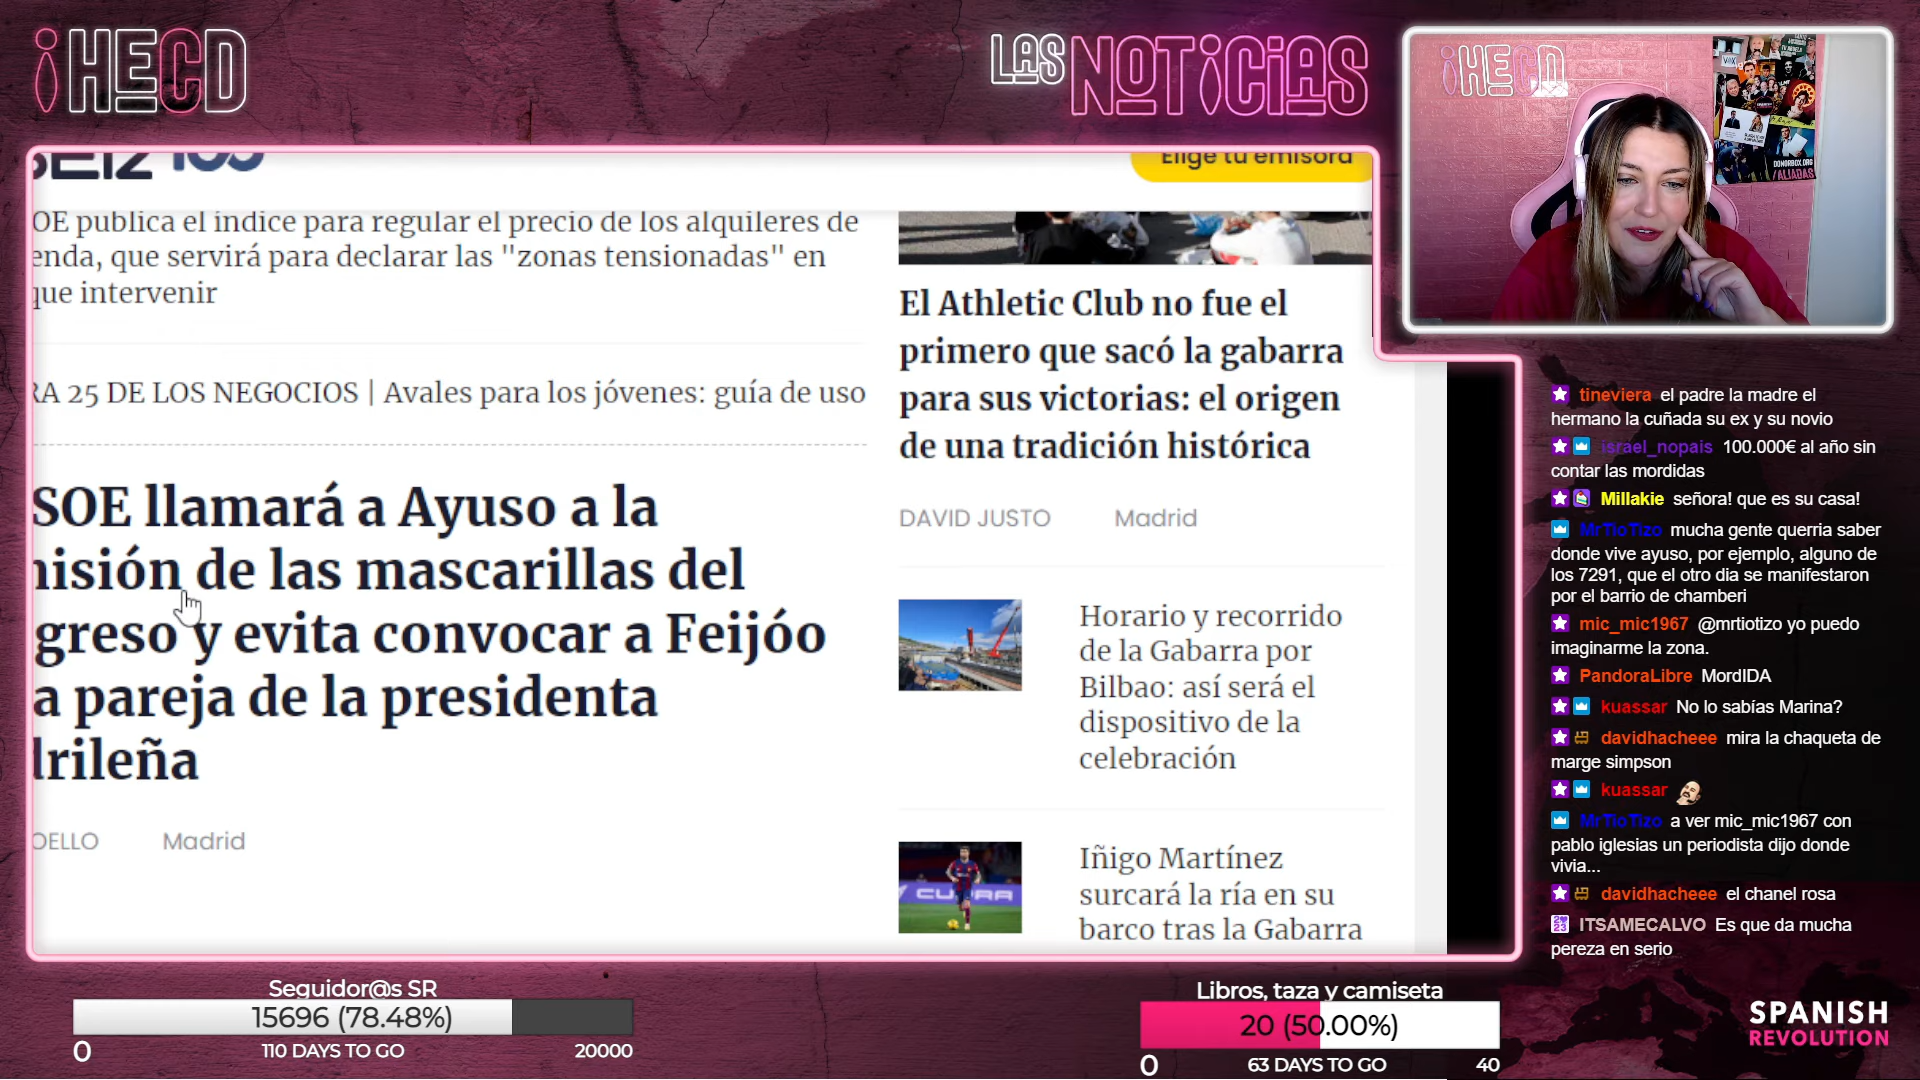 ¡HECD
LAS NOTiCiAS
Elige tu emisora
OE publica el índice para regular el precio de los alquileres de
enda, que servirá para declarar las "zonas tensionadas" en
que intervenir
RA 25 DE LOS NEGOCIOS | Avales para los jóvenes: guía de uso
SOE llamará a Ayuso a la
misión de las mascarillas del
greso y evita convocar a Feijóo
a pareja de la presidenta
drileña
OELLO Madrid
El Athletic Club no fue el
primero que sacó la gabarra
para sus victorias: el origen
de una tradición histórica
DAVID JUSTO Madrid
Horario y recorrido
de la Gabarra por
Bilbao: así será el
dispositivo de la
celebración
CUPRA
Iñigo Martínez
surcará la ría en su
barco tras la Gabarra
¡HECD
VOX
DONORBOX.ORG
/ALIADAS
tineviera el padre la madre el
hermano la cuñada su ex y su novio
israel_nopais 100.000€ al año sin
contar las mordidas
Millakie señora! que es su casa!
MrTioTizo mucha gente querria saber
donde vive ayuso, por ejemplo, alguno de
los 7291, que el otro dia se manifestaron
por el barrio de chamberi
mic_mic1967 @mrtiotizo yo puedo
imaginarme la zona.
PandoraLibre MordIDA
kuassar No lo sabías Marina?
davidhacheee mira la chaqueta de
marge simpson
kuassar
MrTioTizo a ver mic_mic1967 con
pablo iglesias un periodista dijo donde
vivia...
davidhacheee el chanel rosa
ITSAMECALVO Es que da mucha
pereza en serio
Seguidor@s SR
15696 (78.48%)
0 110 DAYS TO GO 20000
Libros, taza y camiseta
20 (50.00%)
0 63 DAYS TO GO 40
SPANISH
REVOLUTION